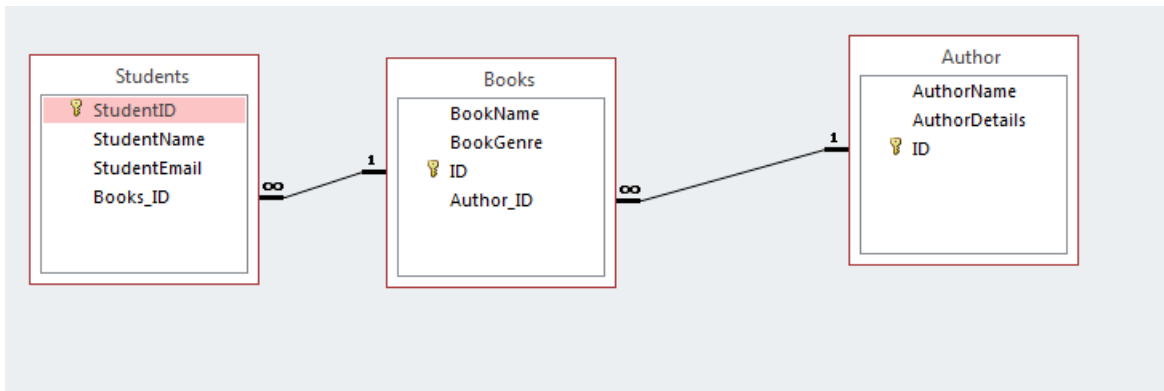 Students
StudentID
StudentName
StudentEmail
Books_ID
∞
1
Books
BookName
BookGenre
ID
Author_ID
∞
1
Author
AuthorName
AuthorDetails
ID